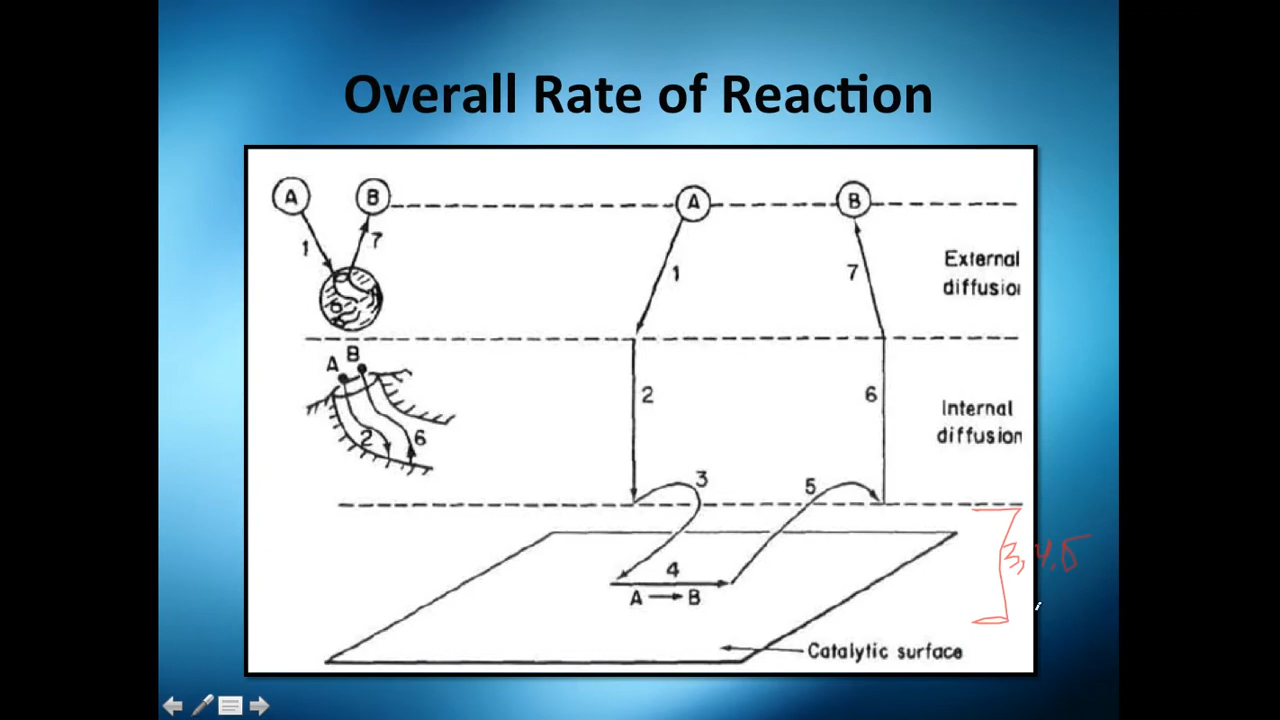 Overall Rate of Reaction
A B A B
1 7 1 7
External
diffusion
6
A B
2 6 2 6
Internal
diffusion
3 5
3, 4, 5
4
A → B
Catalytic surface